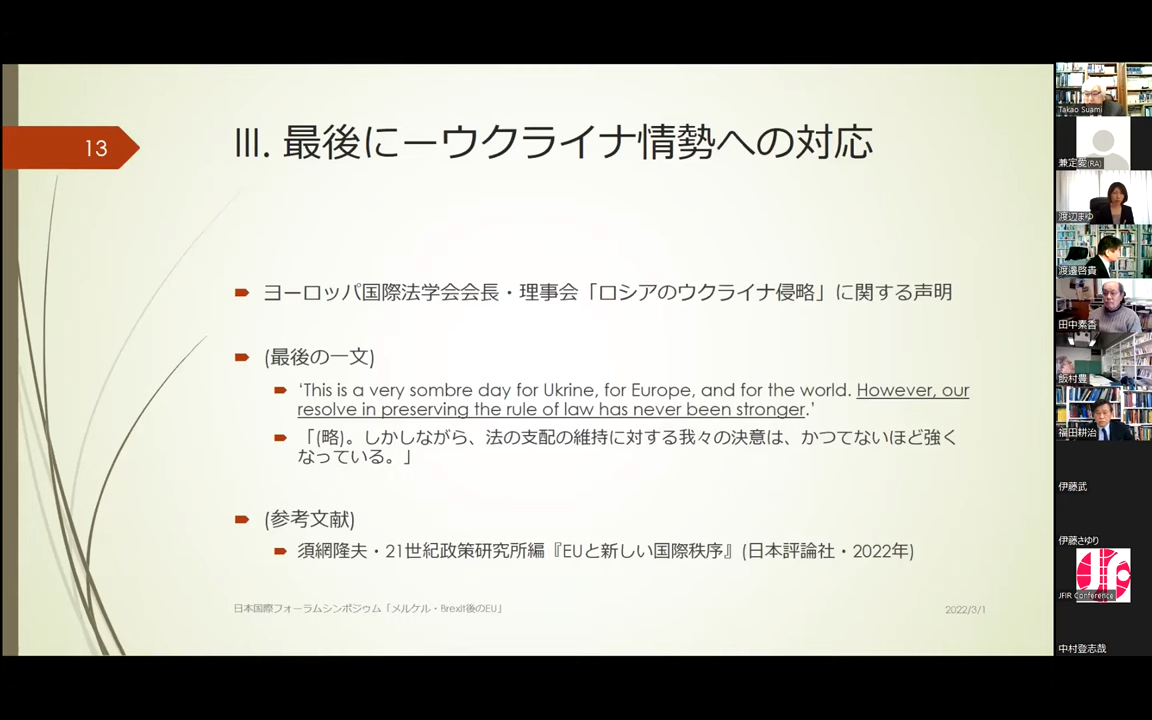 13
III. 最後にーウクライナ情勢への対応
ヨーロッパ国際法学会会長・理事会「ロシアのウクライナ侵略」に関する声明
(最後の一文)
‘This is a very sombre day for Ukrine, for Europe, and for the world. However, our
resolve in preserving the rule of law has never been stronger.’
「(略)。しかしながら、法の支配の維持に対する我々の決意は、かつてないほど強く
なっている。」
(参考文献)
須網隆夫・21世紀政策研究所編『EUと新しい国際秩序』(日本評論社・2022年)
日本国際フォーラムシンポジウム「メルケル・Brexit後のEU」
2022/3/1
Takao Suami
兼定愛(RA)
渡辺まゆ
渡邊啓貴
田中素香
飯村豊
福田耕治
伊藤武
伊藤さゆり
JFIR Conference
中村登志哉